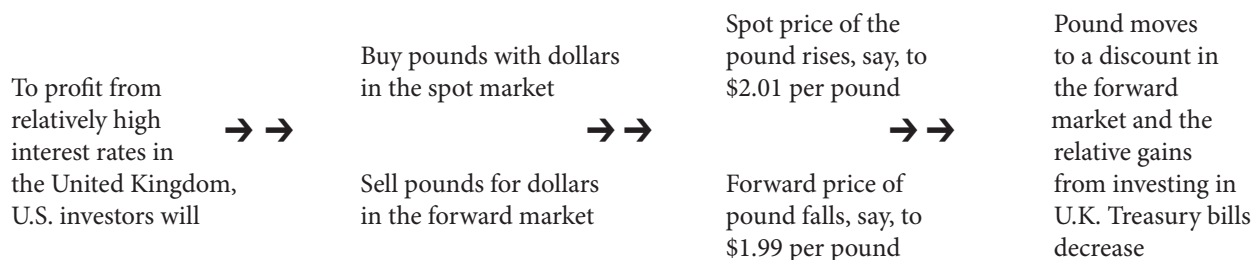 To profit from
relatively high
interest rates in
the United Kingdom,
U.S. investors will
➔ ➔
Buy pounds with dollars
in the spot market
Sell pounds for dollars
in the forward market
➔ ➔
Spot price of the
pound rises, say, to
$2.01 per pound
Forward price of
pound falls, say, to
$1.99 per pound
➔ ➔
Pound moves
to a discount in
the forward
market and the
relative gains
from investing in
U.K. Treasury bills
decrease